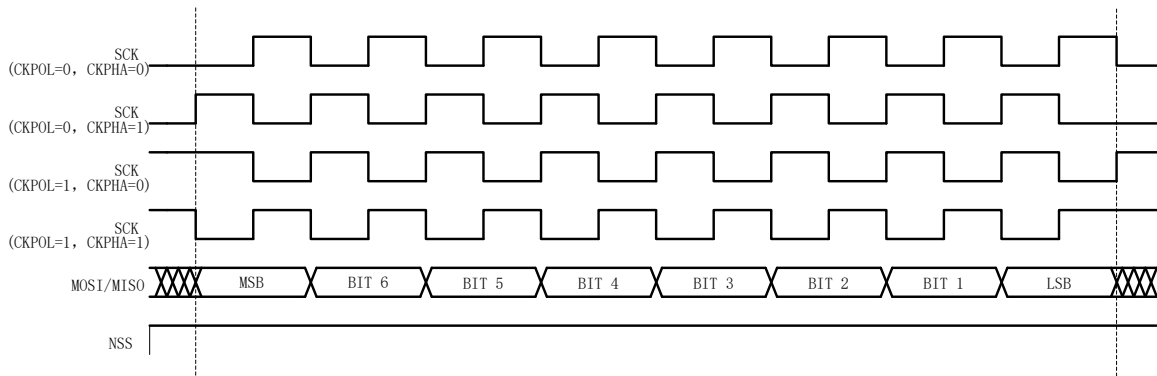 SCK
(CKPOL=0, CKPHA=0)
SCK
(CKPOL=0, CKPHA=1)
SCK
(CKPOL=1, CKPHA=0)
SCK
(CKPOL=1, CKPHA=1)
MOSI/MISO MSB BIT 6 BIT 5 BIT 4 BIT 3 BIT 2 BIT 1 LSB
NSS